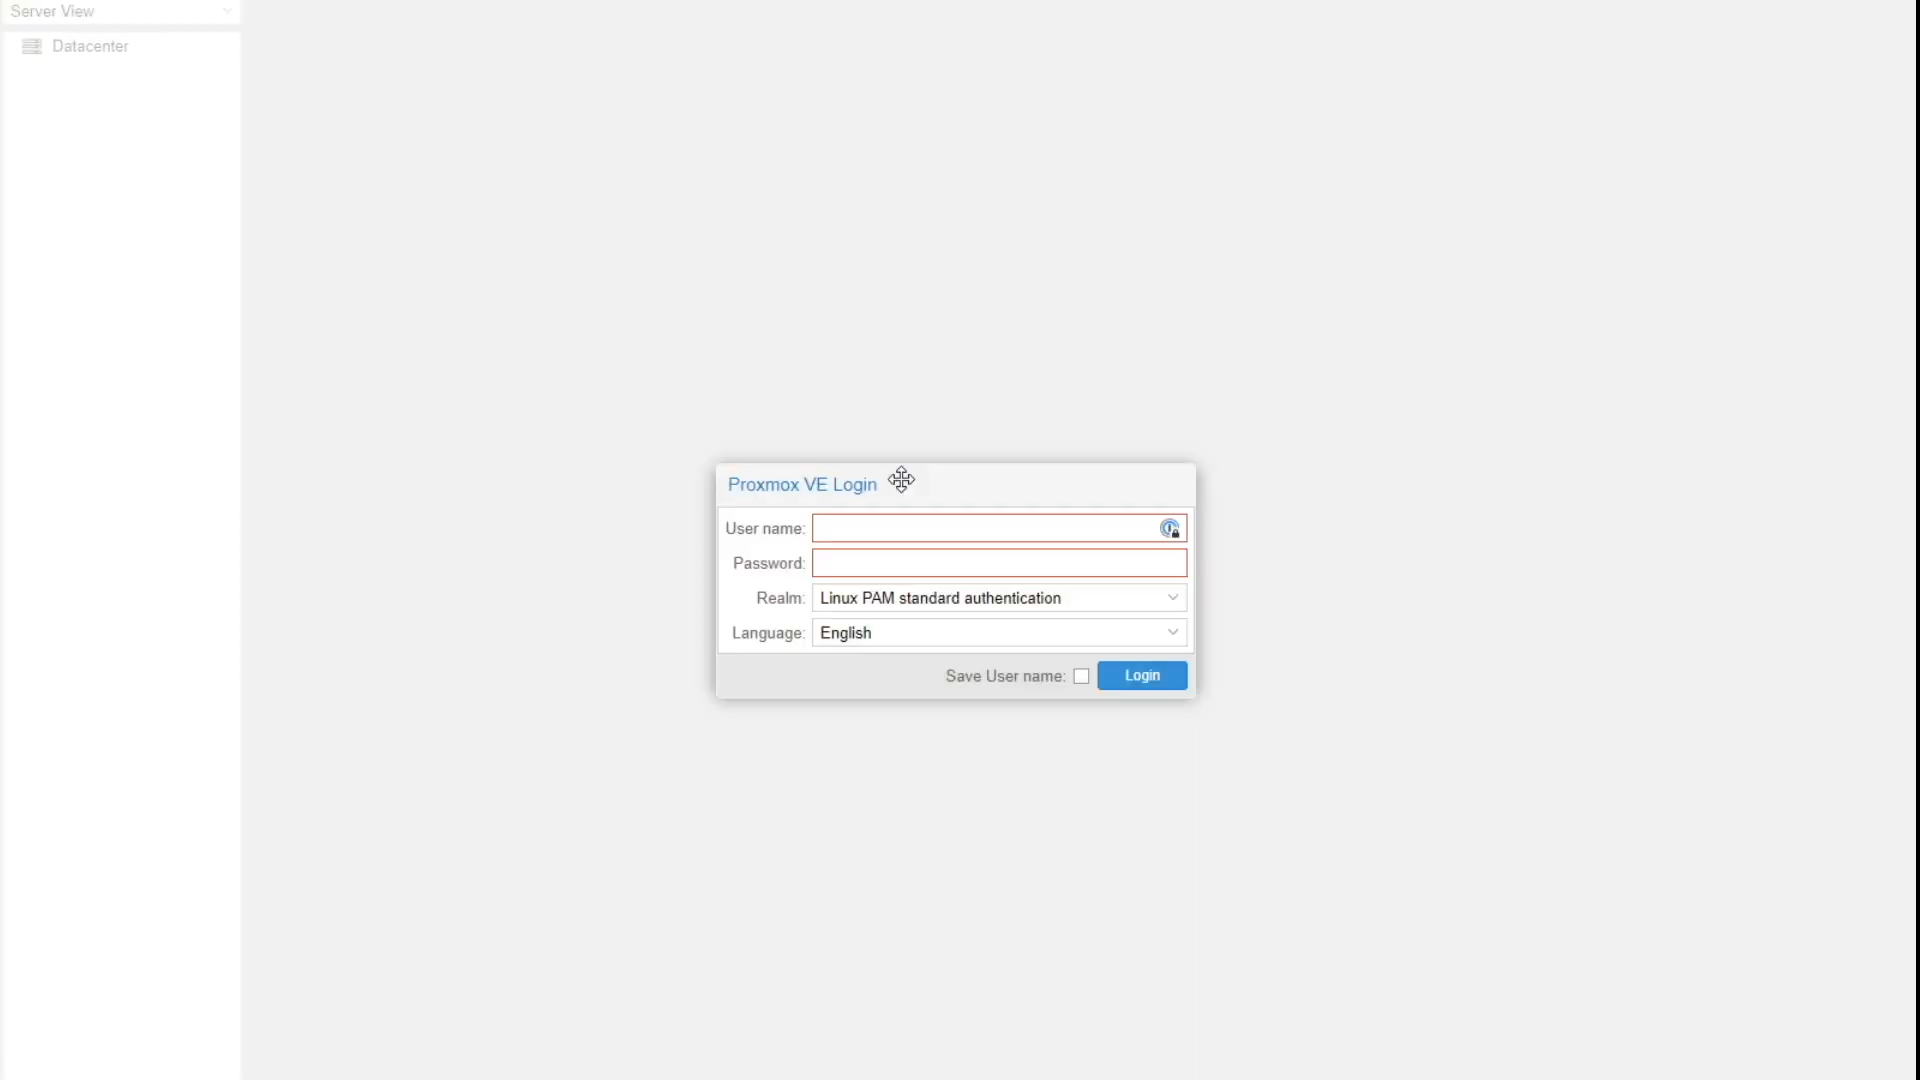 Server View
Datacenter
Proxmox VE Login
User name:
Password:
Realm: Linux PAM standard authentication
Language: English
Save User name: Login